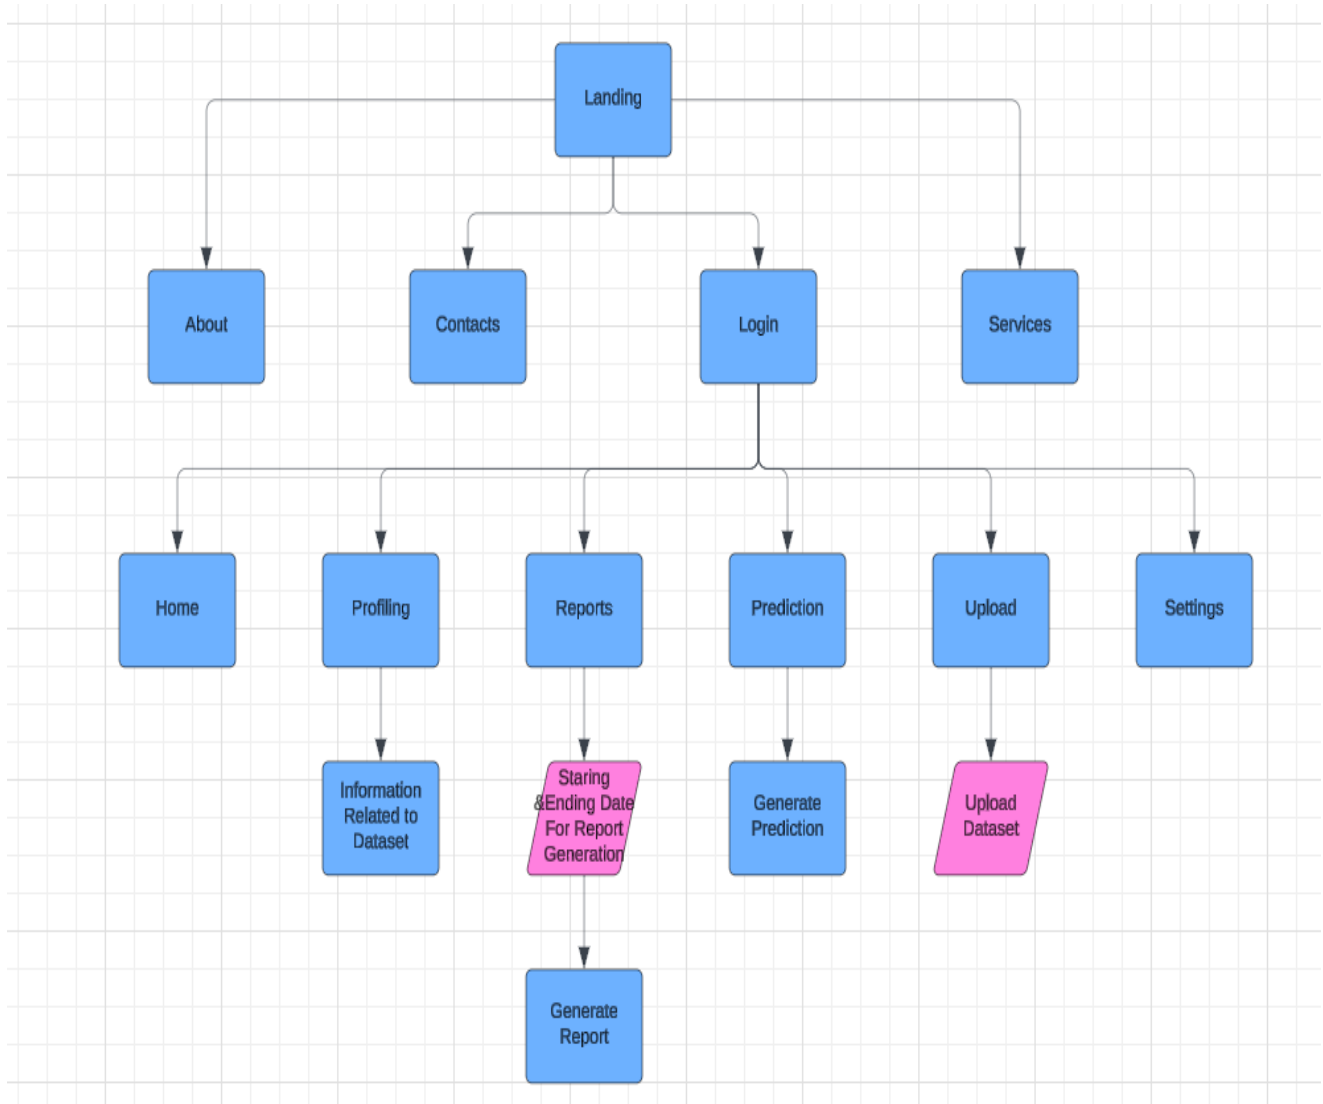 Landing
About
Contacts
Login
Services
Home
Profiling
Reports
Prediction
Upload
Settings
Information
Related to
Dataset
Staring
&Ending Date
For Report
Generation
Generate
Prediction
Upload
Dataset
Generate
Report